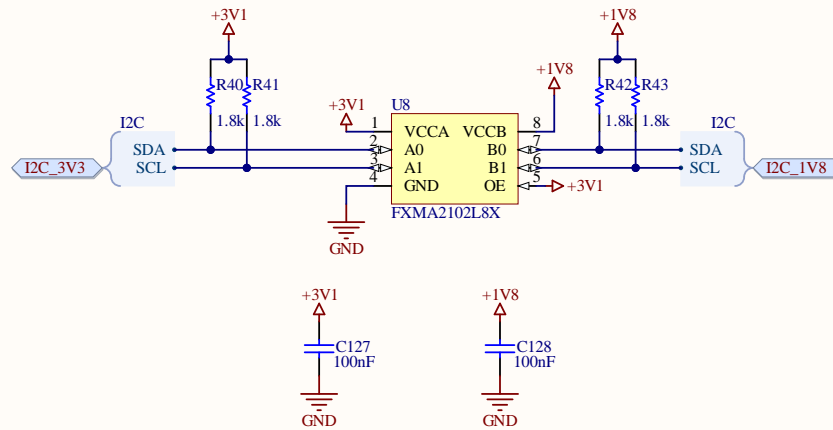 +3V1
+1V8
R40
R41
1.8k
1.8k
+3V1
U8
+1V8
R42
R43
1.8k
1.8k
I2C
SDA
SCL
I2C_3V3
1
VCCA
VCCB
8
2
A0
B0
7
3
A1
B1
6
4
GND
OE
5
+3V1
FXMA2102L8X
GND
I2C
SDA
SCL
I2C_1V8
+3V1
C127
100nF
GND
+1V8
C128
100nF
GND